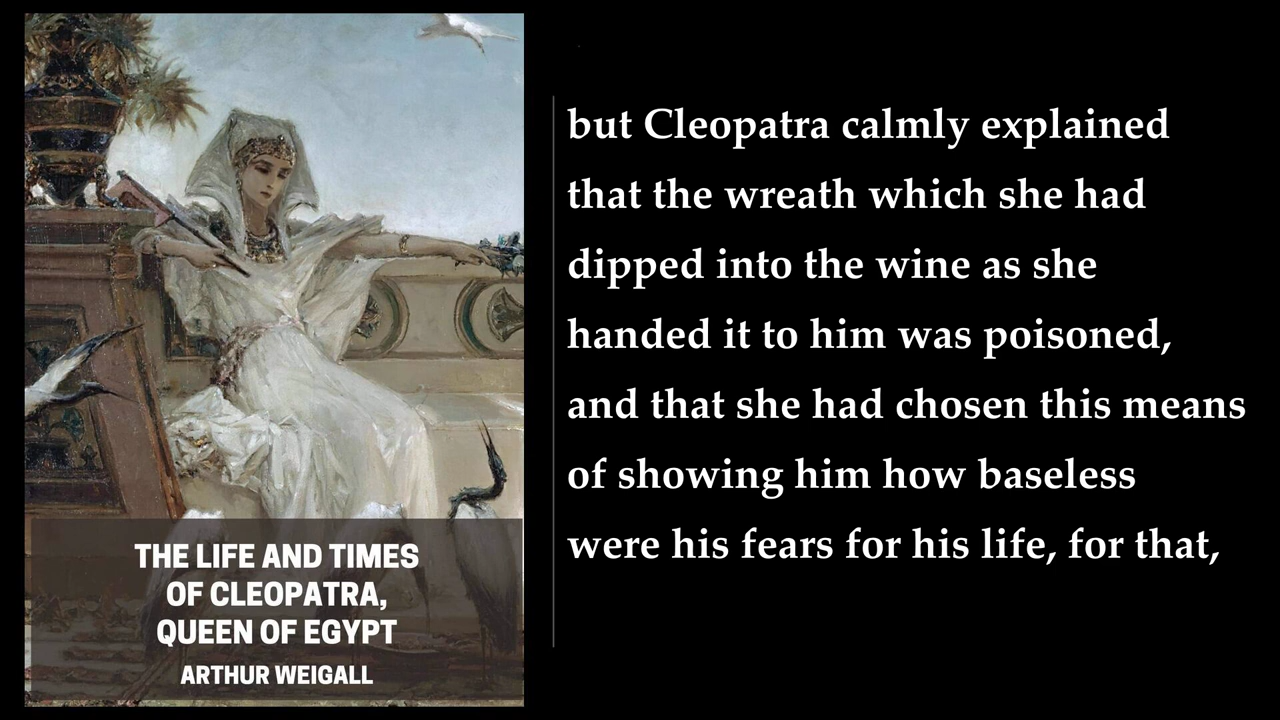 but Cleopatra calmly explained
that the wreath which she had
dipped into the wine as she
handed it to him was poisoned,
and that she had chosen this means
of showing him how baseless
were his fears for his life, for that,
THE LIFE AND TIMES
OF CLEOPATRA,
QUEEN OF EGYPT
ARTHUR WEIGALL